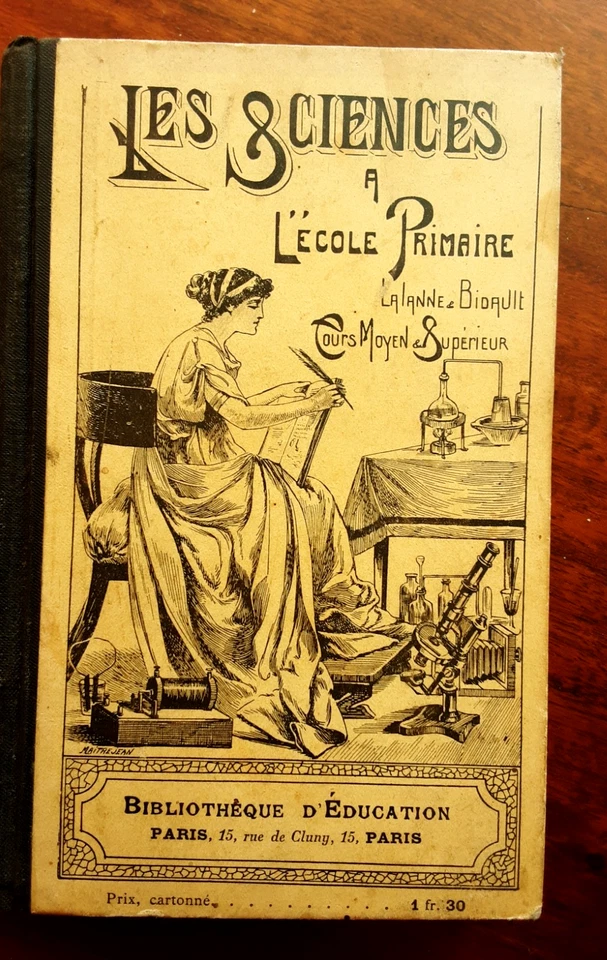 LES SCIENCES
A
L'ÉCOLE PRIMAIRE
LALANNE & BIDAULT
COURS MOYEN & SUPÉRIEUR
MAITREJEAN
BIBLIOTHÈQUE D'ÉDUCATION
PARIS, 15, rue de Cluny, 15, PARIS
Prix, cartonné. . . . . . . . . . . 1 fr. 30